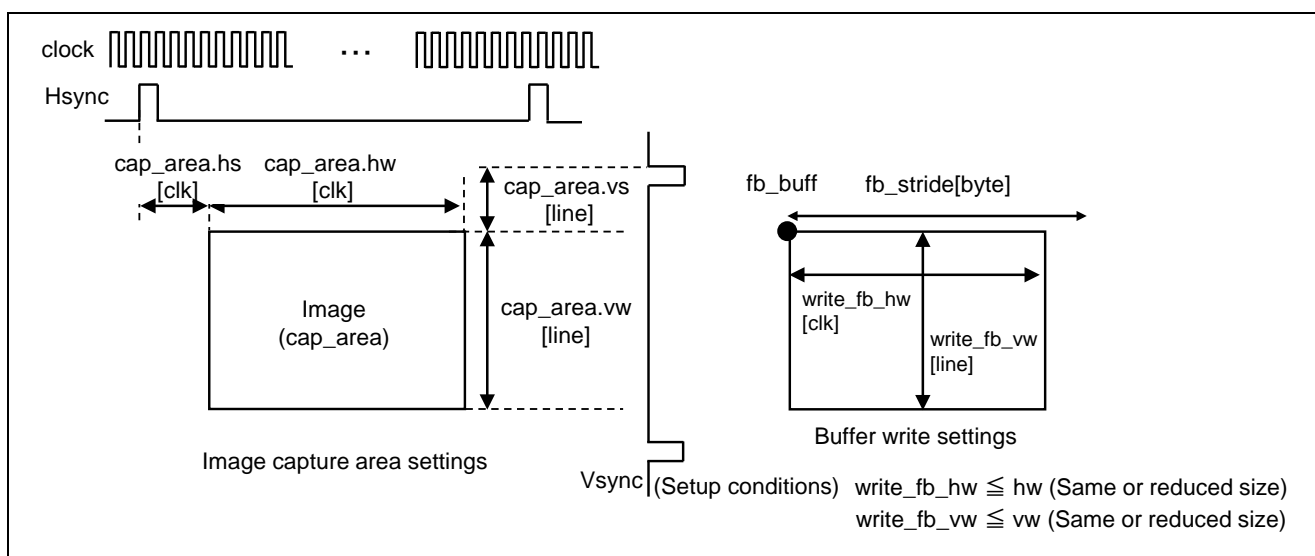 clock
...
Hsync
cap_area.hs
[clk]
cap_area.hw
[clk]
cap_area.vs
[line]
Image
(cap_area)
cap_area.vw
[line]
Image capture area settings
Vsync
fb_buff
fb_stride[byte]
write_fb_hw
[clk]
write_fb_vw
[line]
Buffer write settings
(Setup conditions) write_fb_hw ≦ hw (Same or reduced size)
write_fb_vw ≦ vw (Same or reduced size)